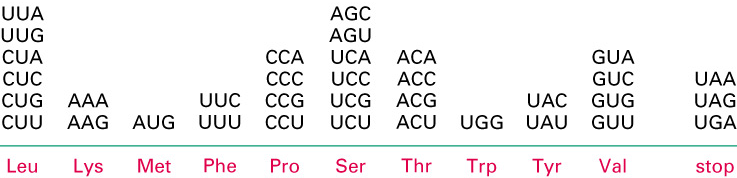 UUA AGC
UUG AGU
CUA CCA UCA ACA GUA
CUC CCC UCC ACC GUC UAA
CUG AAA UUC CCG UCG ACG UAC GUG UAG
CUU AAG AUG UUU CCU UCU ACU UGG UAU GUU UGA
Leu Lys Met Phe Pro Ser Thr Trp Tyr Val stop